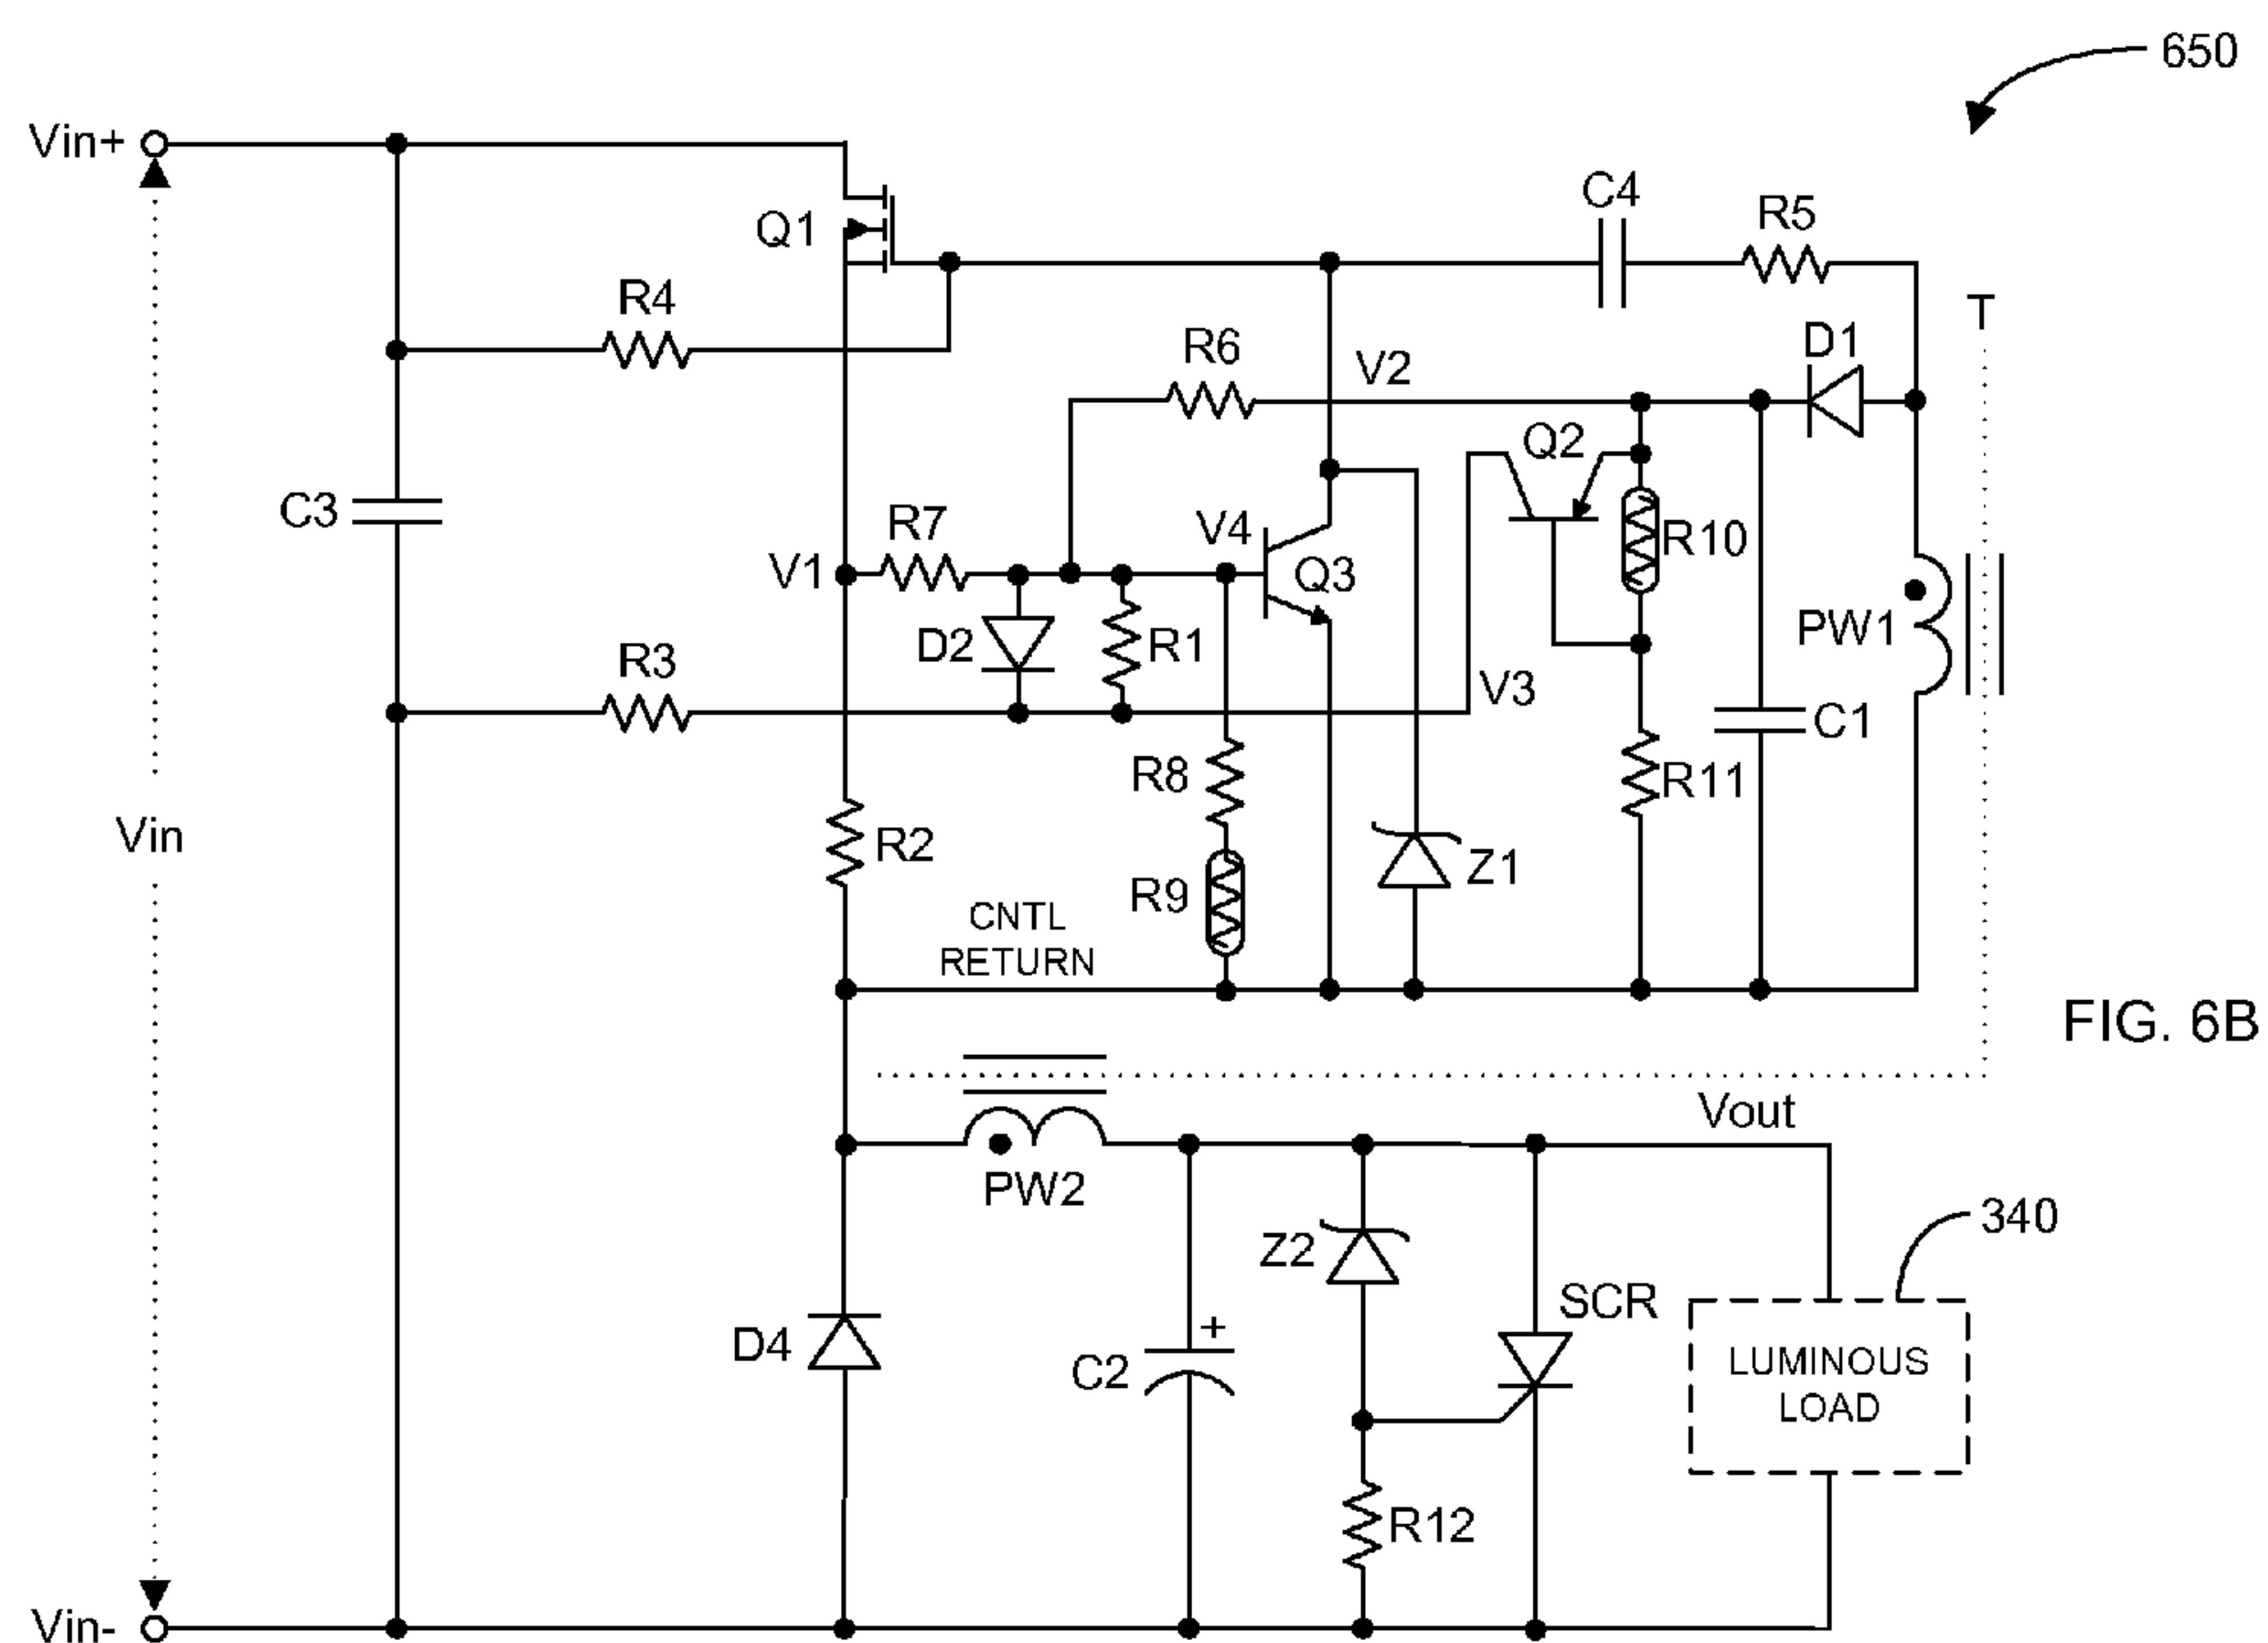 650
Vin+
C4
R5
Q1
R4
T
R6
V2
D1
Q2
C3
R7
V4
R10
V1
Q3
PW1
D2
R1
R3
V3
C1
R8
R11
Vin
R2
Z1
R9
CNTL
RETURN
FIG. 6B
Vout
PW2
340
Z2
SCR
D4
+
C2
LUMINOUS
LOAD
R12
Vin-